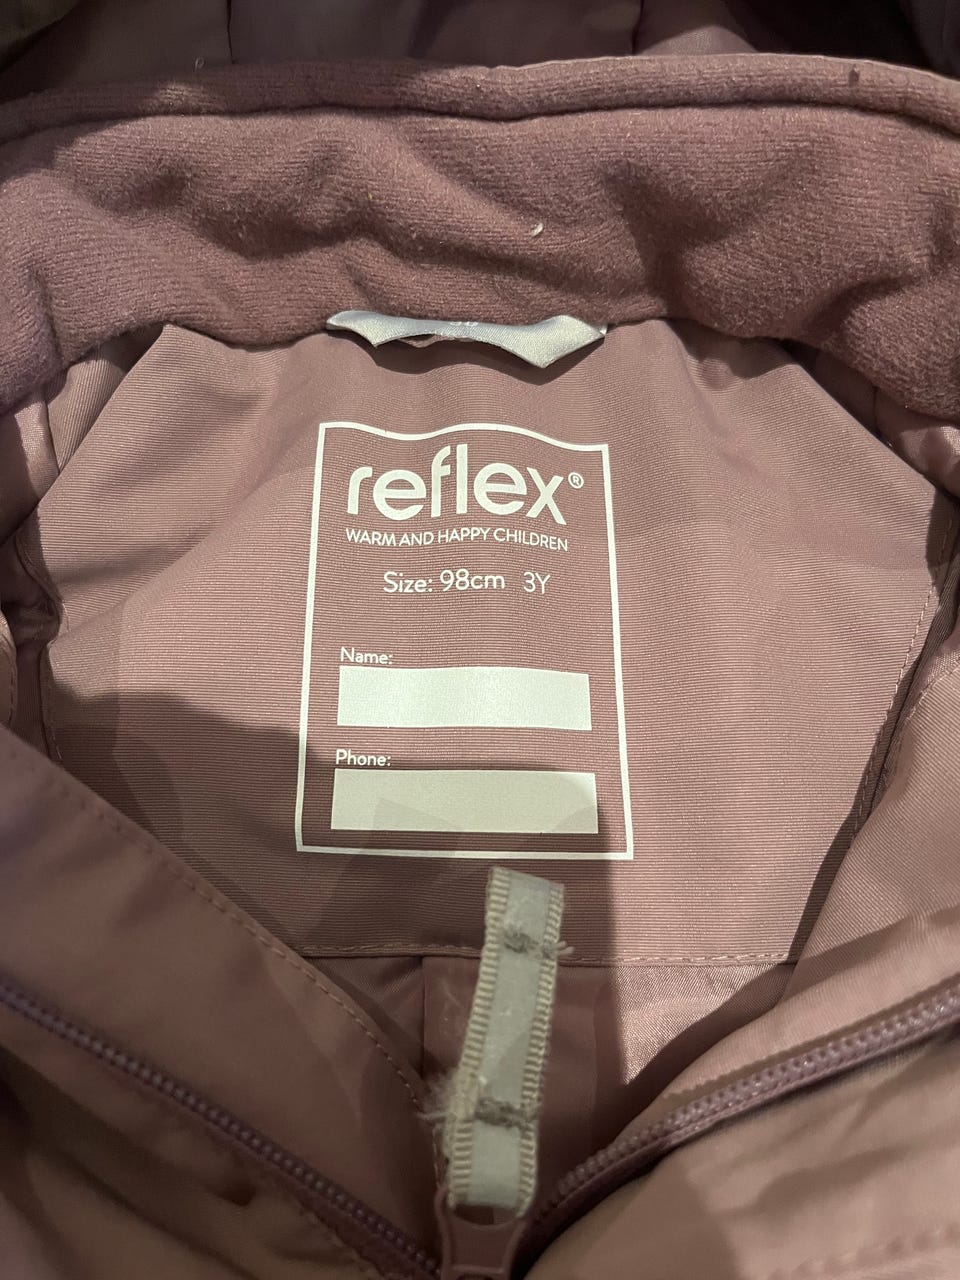 reflex®
WARM AND HAPPY CHILDREN
Size: 98cm 3Y
Name:
Phone: